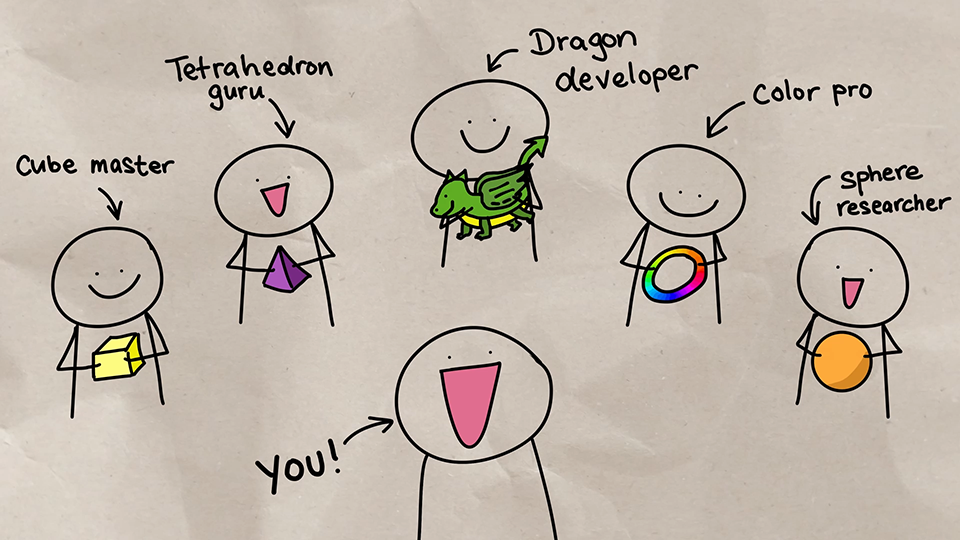 Cube master
Tetrahedron
guru
Dragon
developer
Color pro
Sphere
researcher
YOU!